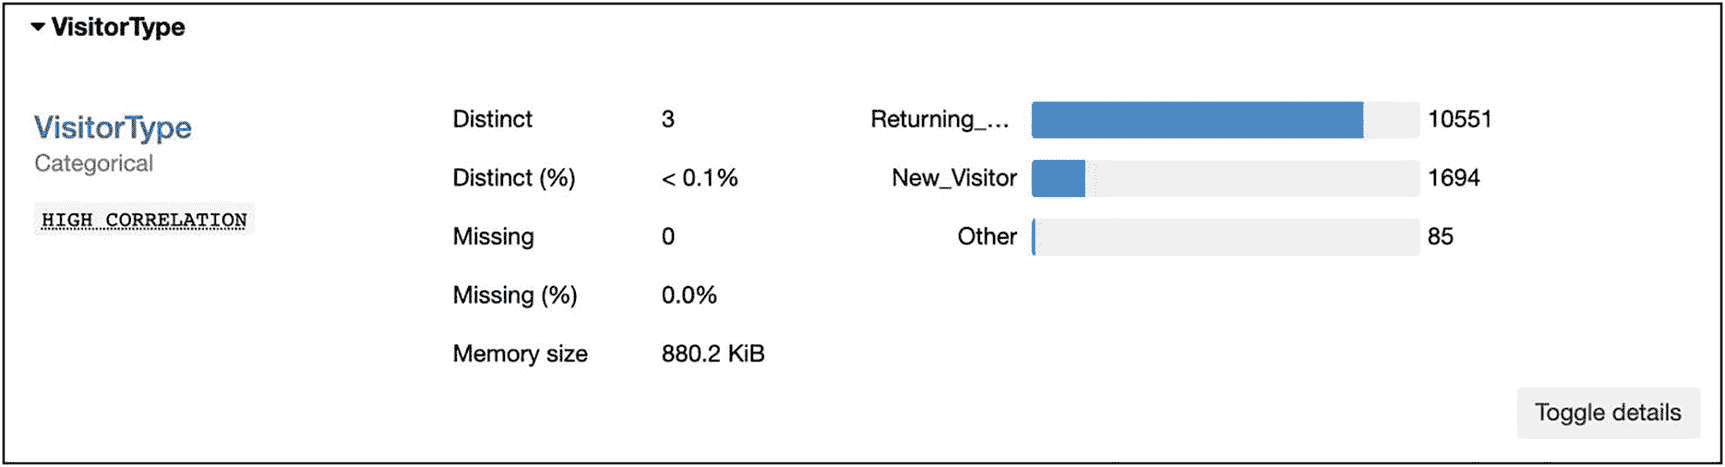 VisitorType
VisitorType
Categorical
HIGH CORRELATION
Distinct 3
Distinct (%) < 0.1%
Missing 0
Missing (%) 0.0%
Memory size 880.2 KiB
Returning_... 10551
New_Visitor 1694
Other 85
Toggle details